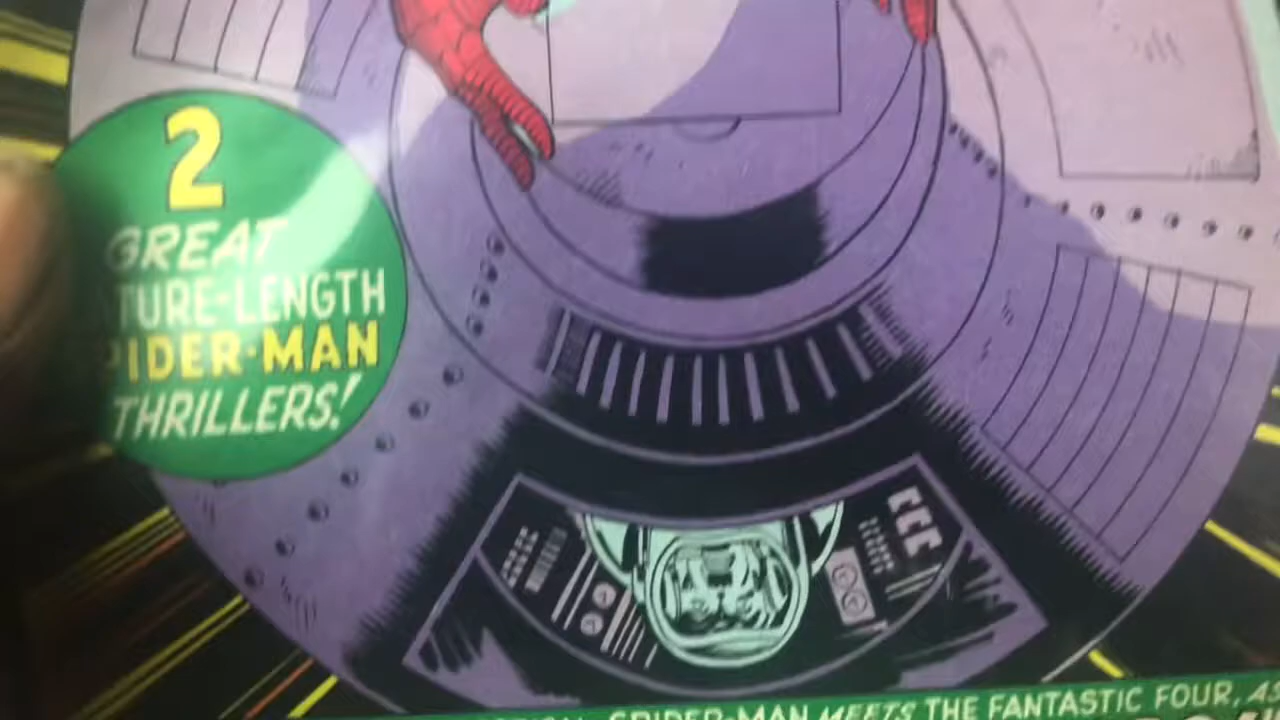 2
GREAT
TURE-LENGTH
IDER-MAN
THRILLERS!
SPIDER-MAN MEETS THE FANTASTIC FOUR, AS